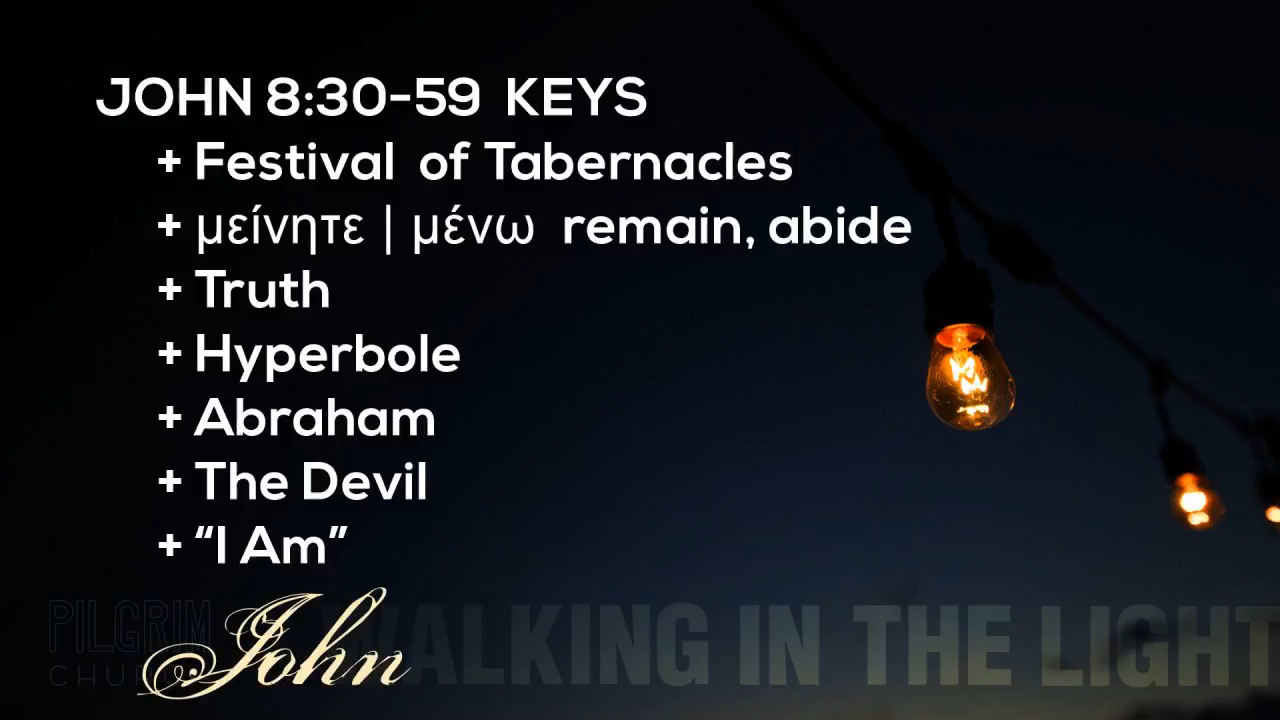 JOHN 8:30-59 KEYS
+ Festival of Tabernacles
+ μείνητε | μένω remain, abide
+ Truth
+ Hyperbole
+ Abraham
+ The Devil
+ “I Am”
PILGRIM
CHURCH
John
WALKING IN THE LIGHT